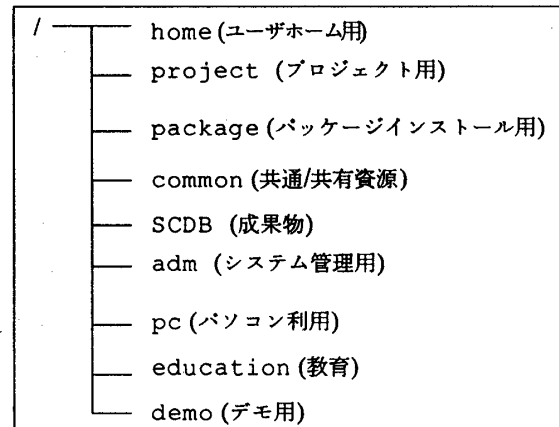 /
home(ユーザホーム用)
project (プロジェクト用)
package(パッケージインストール用)
common(共通/共有資源)
SCDB (成果物)
adm (システム管理用)
pc(パソコン利用)
education(教育)
demo(デモ用)